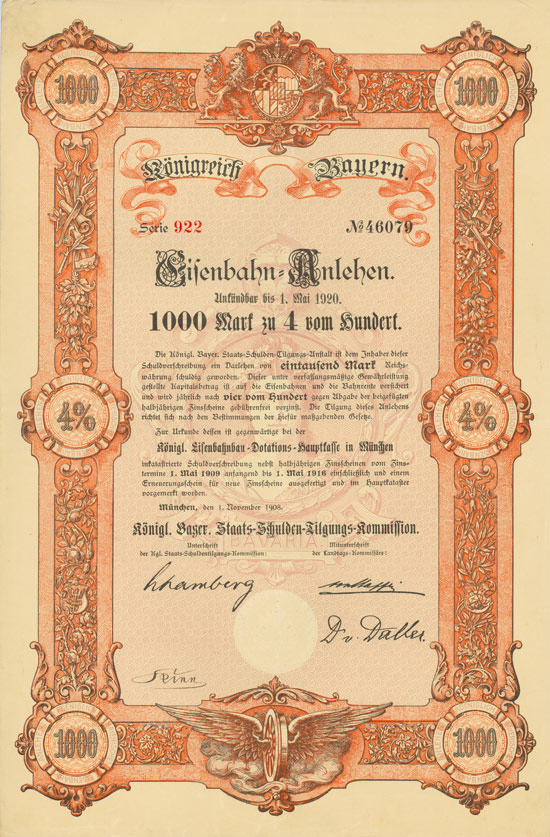 1000 1000
Königreich Bayern.
Serie 922 № 46079
Eisenbahn-Anlehen.
Unkündbar bis 1. Mai 1920.
1000 Mark zu 4 vom Hundert.
Die Königl. Bayer. Staats-Schulden-Tilgungs-Anstalt ist dem Inhaber dieser
Schuldverschreibung ein Darlehen von eintausend Mark Reichs-
währung schuldig geworden. Dieser unter verfassungsmäßige Gewährleistung
gestellte Kapitalsbetrag ist auf die Eisenbahnen und die Bahnrente versichert
und wird jährlich nach vier vom Hundert gegen Abgabe der beigefügten
halbjährigen Zinsscheine gebührenfrei verzinst. Die Tilgung dieses Anlehens
richtet sich nach den Bestimmungen der hiefür maßgebenden Gesetze.
4% 4%
Zur Urkunde dessen ist gegenwärtige bei der
Königl. Eisenbahnbau-Dotations-Hauptkasse in München
inkatastrierte Schuldverschreibung nebst halbjährigen Zinsscheinen vom Zins-
termine 1. Mai 1909 anfangend bis 1. Mai 1916 einschließlich und einem
Erneuerungsschein für neue Zinsscheine ausgefertigt und im Hauptkataster
vorgemerkt worden.
München, den 1. November 1908.
Königl. Bayer. Staats-Schulden-Tilgungs-Kommission.
Unterschrift Mitunterschrift
der Kgl. Staats-Schuldentilgungs-Kommission: der Landtags-Kommissäre:
Dr v. Daller.
1000 1000